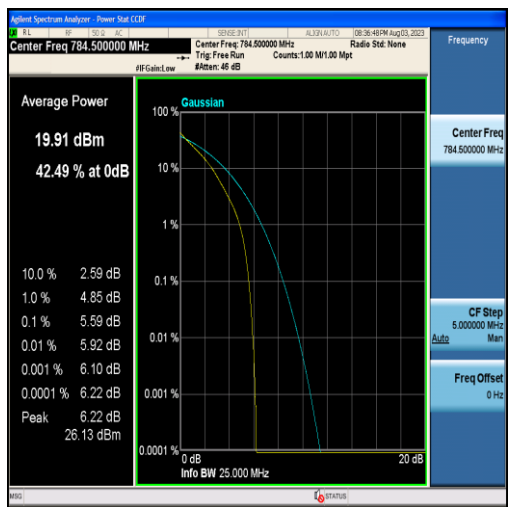 Agilent Spectrum Analyzer - Power Stat CCDF
RL RF 50 Ω AC SENSE:INT ALIGN AUTO 08:36:48 PM Aug 03, 2023
Center Freq 784.500000 MHz
Center Freq: 784.500000 MHz Radio Std: None
Trig: Free Run Counts:1.00 M/1.00 Mpt
#IFGain:Low #Atten: 46 dB
Frequency
Average Power
19.91 dBm
42.49 % at 0dB
10.0 % 2.59 dB
1.0 % 4.85 dB
0.1 % 5.59 dB
0.01 % 5.92 dB
0.001 % 6.10 dB
0.0001 % 6.22 dB
Peak 6.22 dB
26.13 dBm
Gaussian
100 %
10 %
1 %
0.1 %
0.01 %
0.001 %
0.0001 %
0 dB 20 dB
Info BW 25.000 MHz
Center Freq
784.500000 MHz
CF Step
5.000000 MHz
Auto Man
Freq Offset
0 Hz
MSG STATUS